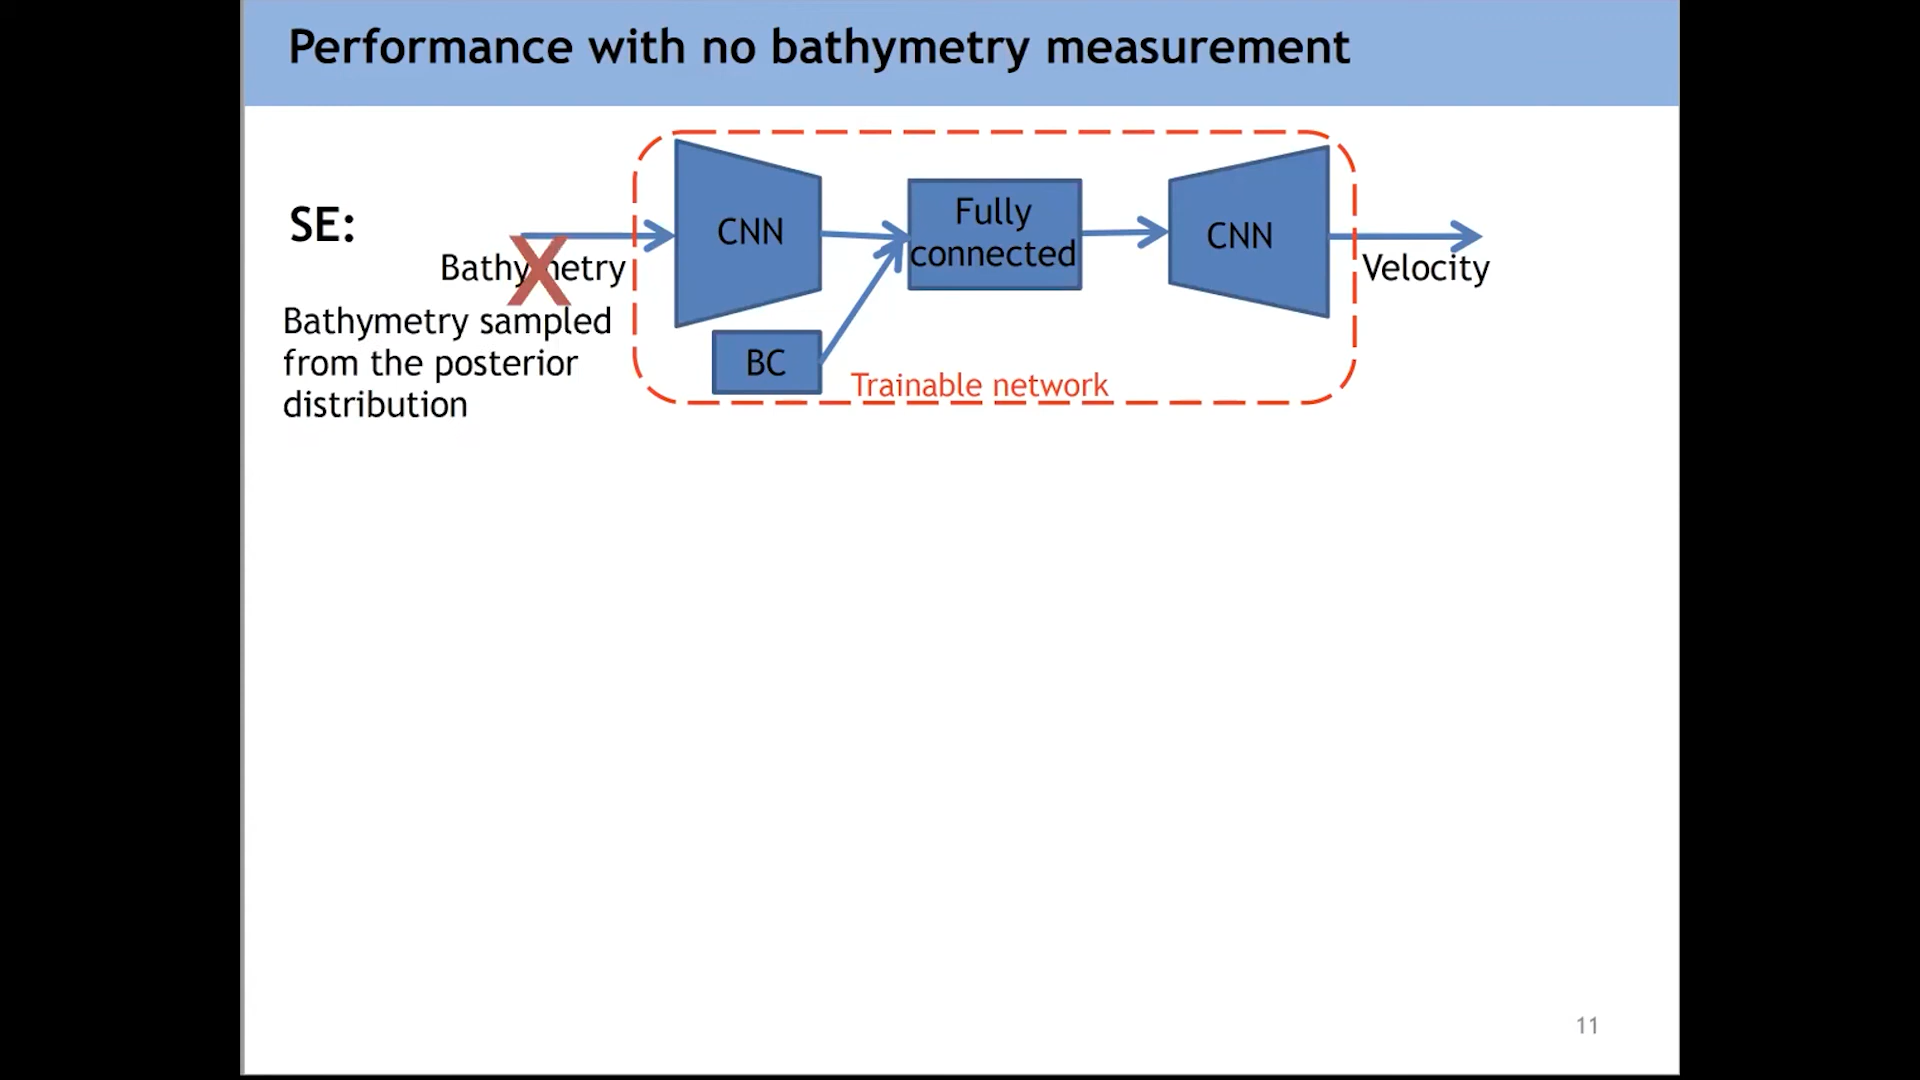 Performance with no bathymetry measurement
SE:
Bathymetry
X
Bathymetry sampled
from the posterior
distribution
CNN
BC
Fully
connected
CNN
Velocity
Trainable network
11